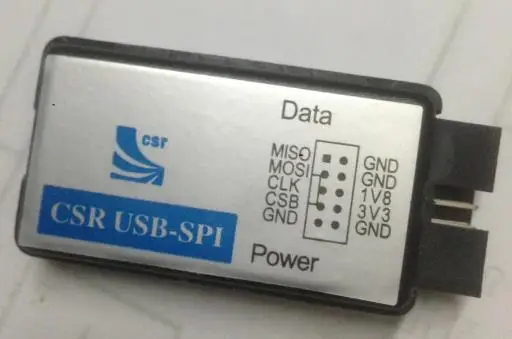 csr
CSR USB-SPI
Data
MISO GND
MOSI GND
CLK 1V8
CSB 3V3
GND GND
Power